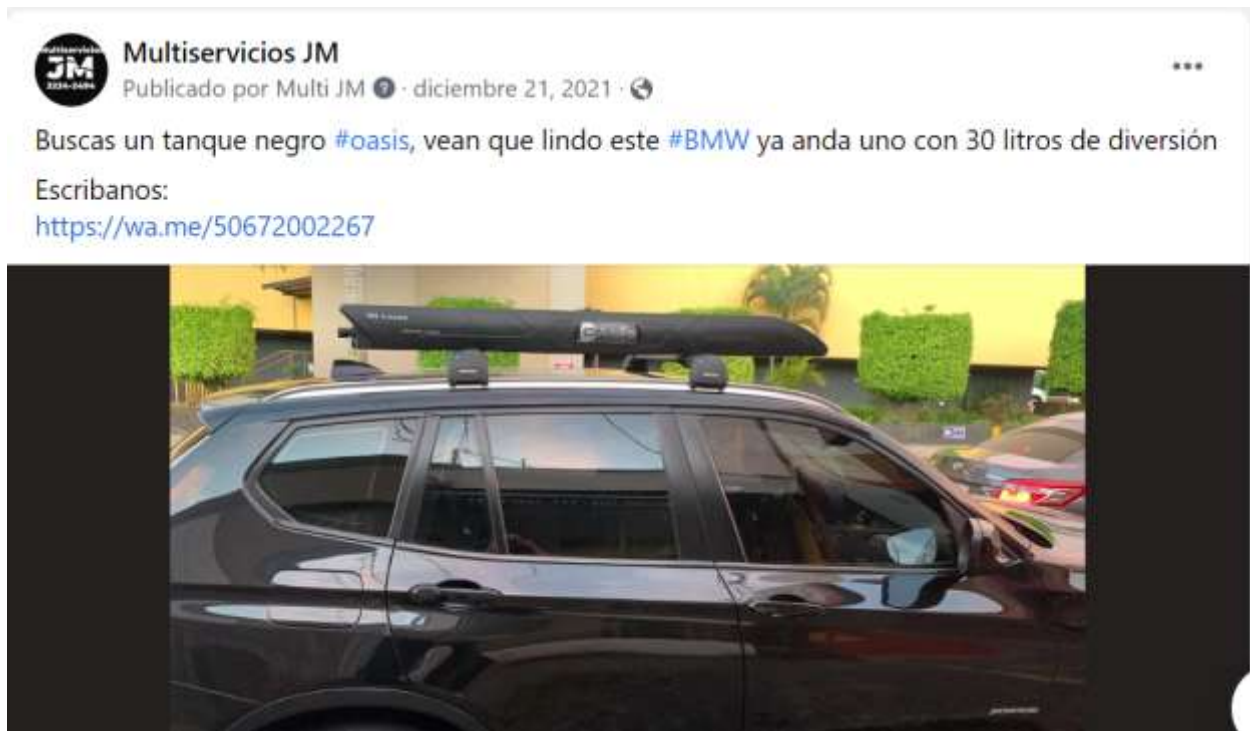 Multiservicios JM
Publicado por Multi JM · diciembre 21, 2021 ·
Buscas un tanque negro #oasis, vean que lindo este #BMW ya anda uno con 30 litros de diversión
Escribanos:
https://wa.me/50672002267
JM